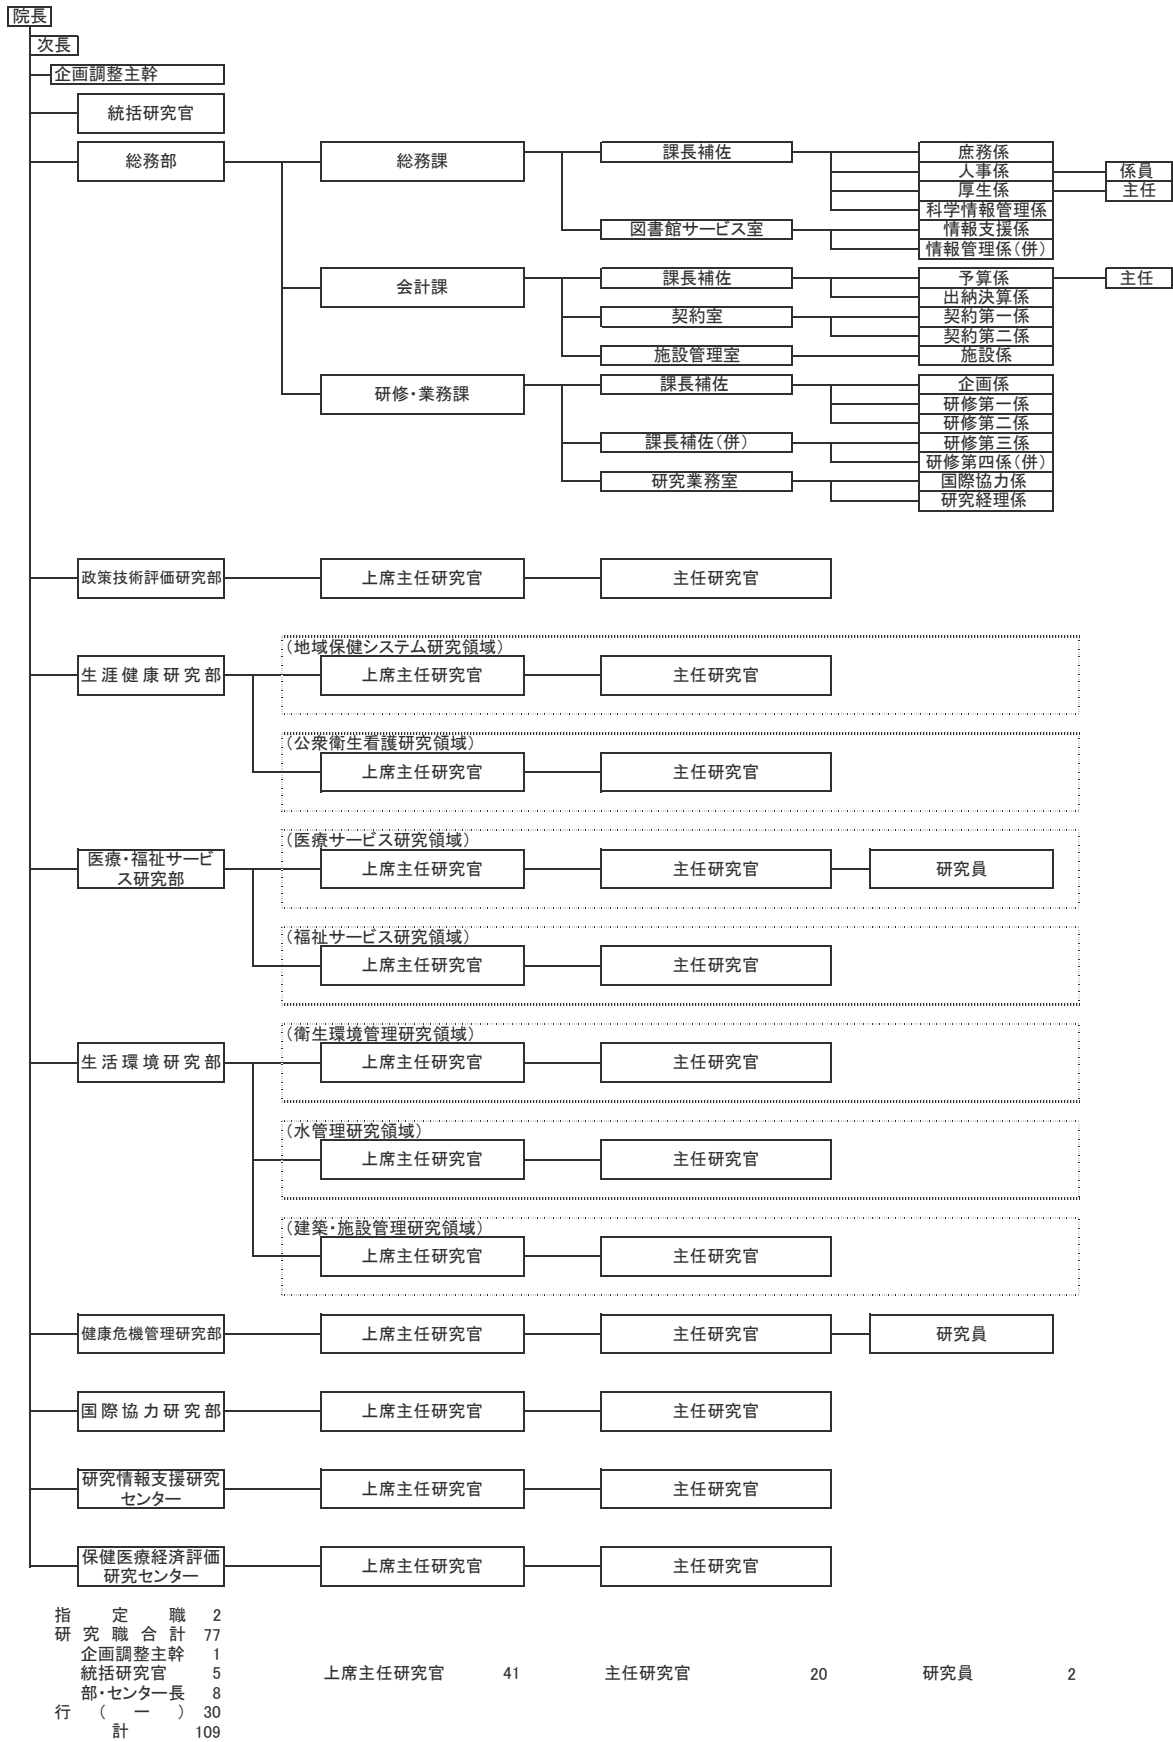 院長
次長
企画調整主幹
統括研究官
総務部
総務課
課長補佐
庶務係
人事係
係員
厚生係
主任
科学情報管理係
図書館サービス室
情報支援係
情報管理係(併)
会計課
課長補佐
予算係
主任
出納決算係
契約室
契約第一係
契約第二係
施設管理室
施設係
研修・業務課
課長補佐
企画係
研修第一係
研修第二係
課長補佐(併)
研修第三係
研修第四係(併)
研究業務室
国際協力係
研究経理係
政策技術評価研究部
上席主任研究官
主任研究官
(地域保健システム研究領域)
生涯健康研究部
上席主任研究官
主任研究官
(公衆衛生看護研究領域)
上席主任研究官
主任研究官
(医療サービス研究領域)
医療・福祉サービ
ス研究部
上席主任研究官
主任研究官
研究員
(福祉サービス研究領域)
上席主任研究官
主任研究官
(衛生環境管理研究領域)
生活環境研究部
上席主任研究官
主任研究官
(水管理研究領域)
上席主任研究官
主任研究官
(建築・施設管理研究領域)
上席主任研究官
主任研究官
健康危機管理研究部
上席主任研究官
主任研究官
研究員
国際協力研究部
上席主任研究官
主任研究官
研究情報支援研究
センター
上席主任研究官
主任研究官
保健医療経済評価
研究センター
上席主任研究官
主任研究官
指定職 2
研究職合計 77
企画調整主幹 1
統括研究官 5 上席主任研究官 41 主任研究官 20 研究員 2
部・センター長 8
行(一) 30
計 109